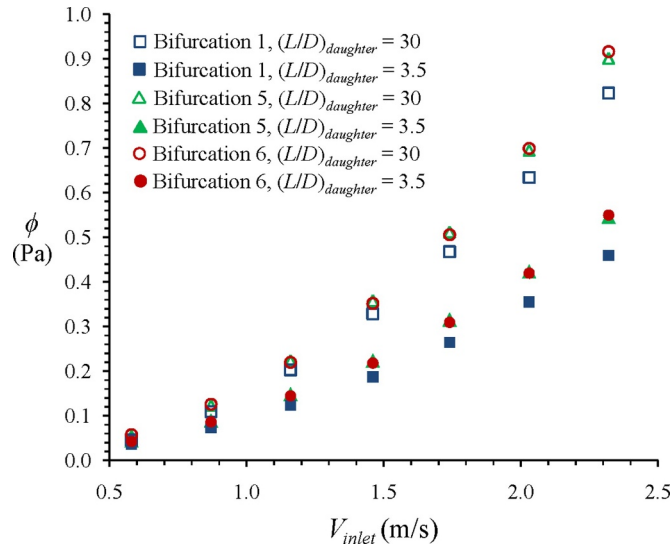 1.0
0.9
0.8
0.7
0.6
0.5
0.4
0.3
0.2
0.1
0.0
ϕ
(Pa)
Bifurcation 1, (L/D)daughter = 30
Bifurcation 1, (L/D)daughter = 3.5
Bifurcation 5, (L/D)daughter = 30
Bifurcation 5, (L/D)daughter = 3.5
Bifurcation 6, (L/D)daughter = 30
Bifurcation 6, (L/D)daughter = 3.5
0.5 1.0 1.5 2.0 2.5
Vinlet (m/s)